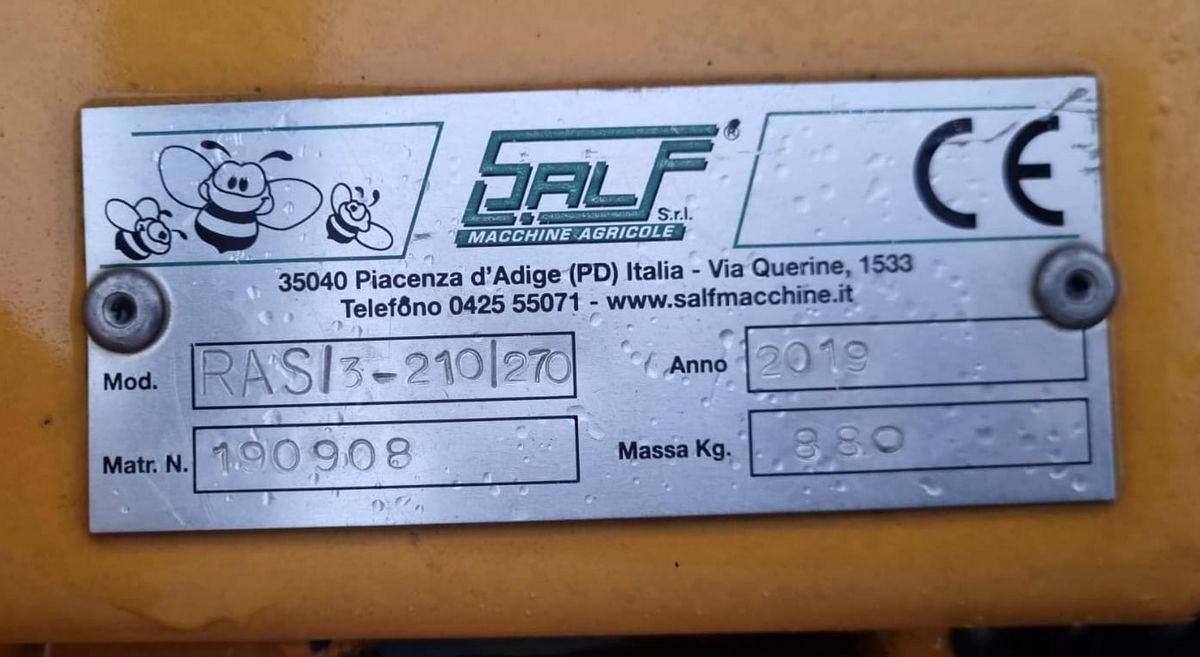 SALF ®
S.r.l.
MACCHINE AGRICOLE
CE
35040 Piacenza d'Adige (PD) Italia - Via Querine, 1533
Telefono 0425 55071 - www.salfmacchine.it
Mod. RAS/3-210/270 Anno 2019
Matr. N. 190908 Massa Kg. 880